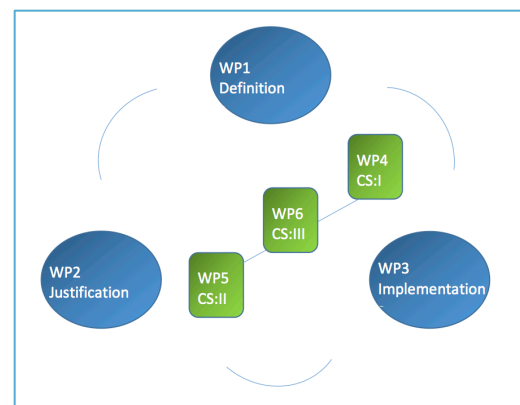 WP1
Definition
WP4
CS:I
WP6
CS:III
WP2
Justification
WP5
CS:II
WP3
Implementation